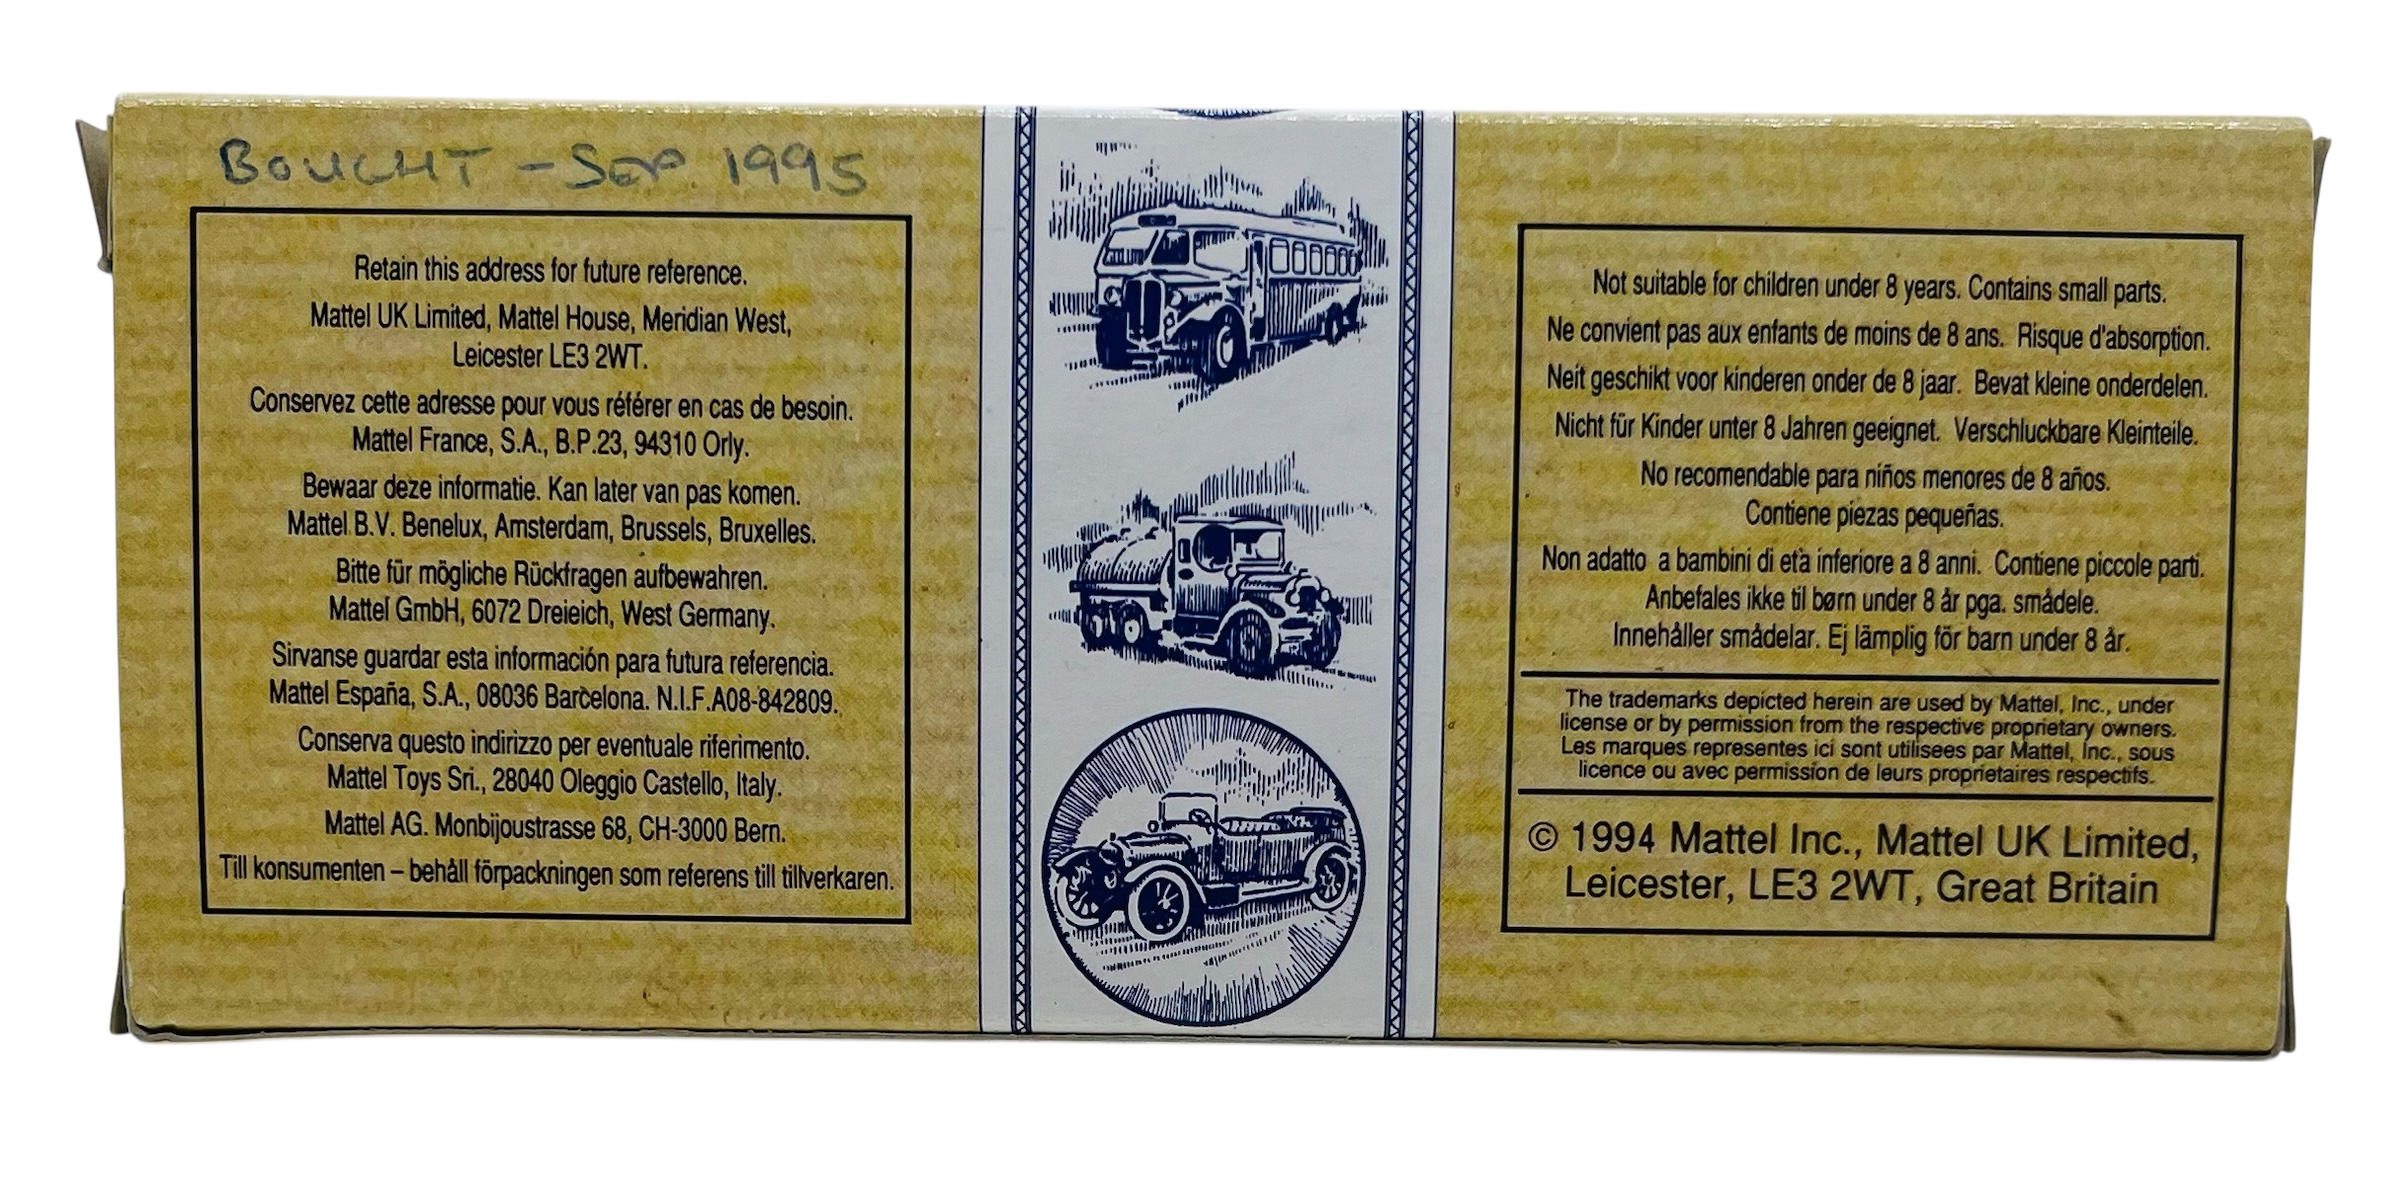 BOUGHT - SEP 1995
Retain this address for future reference.
Mattel UK Limited, Mattel House, Meridian West,
Leicester LE3 2WT.
Conservez cette adresse pour vous référer en cas de besoin.
Mattel France, S.A., B.P.23, 94310 Orly.
Bewaar deze informatie. Kan later van pas komen.
Mattel B.V. Benelux, Amsterdam, Brussels, Bruxelles.
Bitte für mögliche Rückfragen aufbewahren.
Mattel GmbH, 6072 Dreieich, West Germany.
Sirvanse guardar esta información para futura referencia.
Mattel España, S.A., 08036 Barcelona. N.I.F.A08-842809.
Conserva questo indirizzo per eventuale riferimento.
Mattel Toys Sri., 28040 Oleggio Castello, Italy.
Mattel AG. Monbijoustrasse 68, CH-3000 Bern.
Till konsumenten – behåll förpackningen som referens till tillverkaren.
Not suitable for children under 8 years. Contains small parts.
Ne convient pas aux enfants de moins de 8 ans. Risque d'absorption.
Neit geschikt voor kinderen onder de 8 jaar. Bevat kleine onderdelen.
Nicht für Kinder unter 8 Jahren geeignet. Verschluckbare Kleinteile.
No recomendable para niños menores de 8 años.
Contiene piezas pequeñas.
Non adatto a bambini di età inferiore a 8 anni. Contiene piccole parti.
Anbefales ikke til børn under 8 år pga. smådele.
Innehåller smådelar. Ej lämplig för barn under 8 år.
The trademarks depicted herein are used by Mattel, Inc., under
license or by permission from the respective proprietary owners.
Les marques representes ici sont utilisees par Mattel, Inc., sous
licence ou avec permission de leurs proprietaires respectifs.
© 1994 Mattel Inc., Mattel UK Limited,
Leicester, LE3 2WT, Great Britain